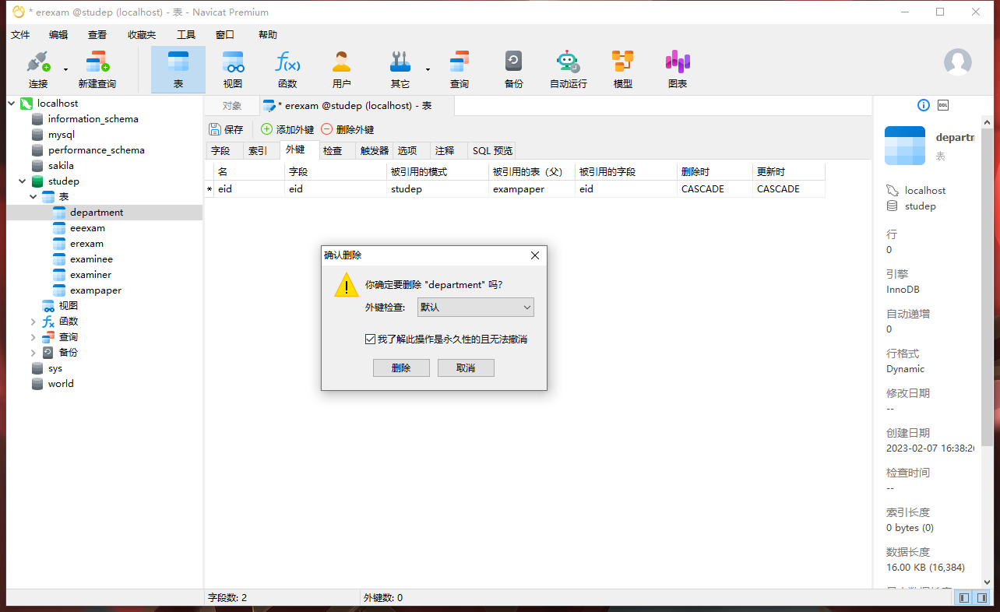 * erexam @studep (localhost) - 表 - Navicat Premium
文件 编辑 查看 收藏夹 工具 窗口 帮助
连接 新建查询 表 视图 函数 用户 其它 查询 备份 自动运行 模型 图表
localhost
information_schema
mysql
performance_schema
sakila
studep
表
department
eeexam
erexam
examinee
examiner
exampaper
视图
函数
查询
备份
sys
world
对象 * erexam @studep (localhost) - 表
保存 添加外键 删除外键
字段 索引 外键 检查 触发器 选项 注释 SQL 预览
名 字段 被引用的模式 被引用的表（父） 被引用的字段 删除时 更新时
* eid eid studep exampaper eid CASCADE CASCADE
确认删除
你确定要删除 "department" 吗?
外键检查: 默认
我了解此操作是永久性的且无法撤消
删除 取消
DDL
departm
表
localhost
studep
行
0
引擎
InnoDB
自动递增
0
行格式
Dynamic
修改日期
--
创建日期
2023-02-07 16:38:26
检查时间
--
索引长度
0 bytes (0)
数据长度
16.00 KB (16,384)
字段数: 2 外键数: 0